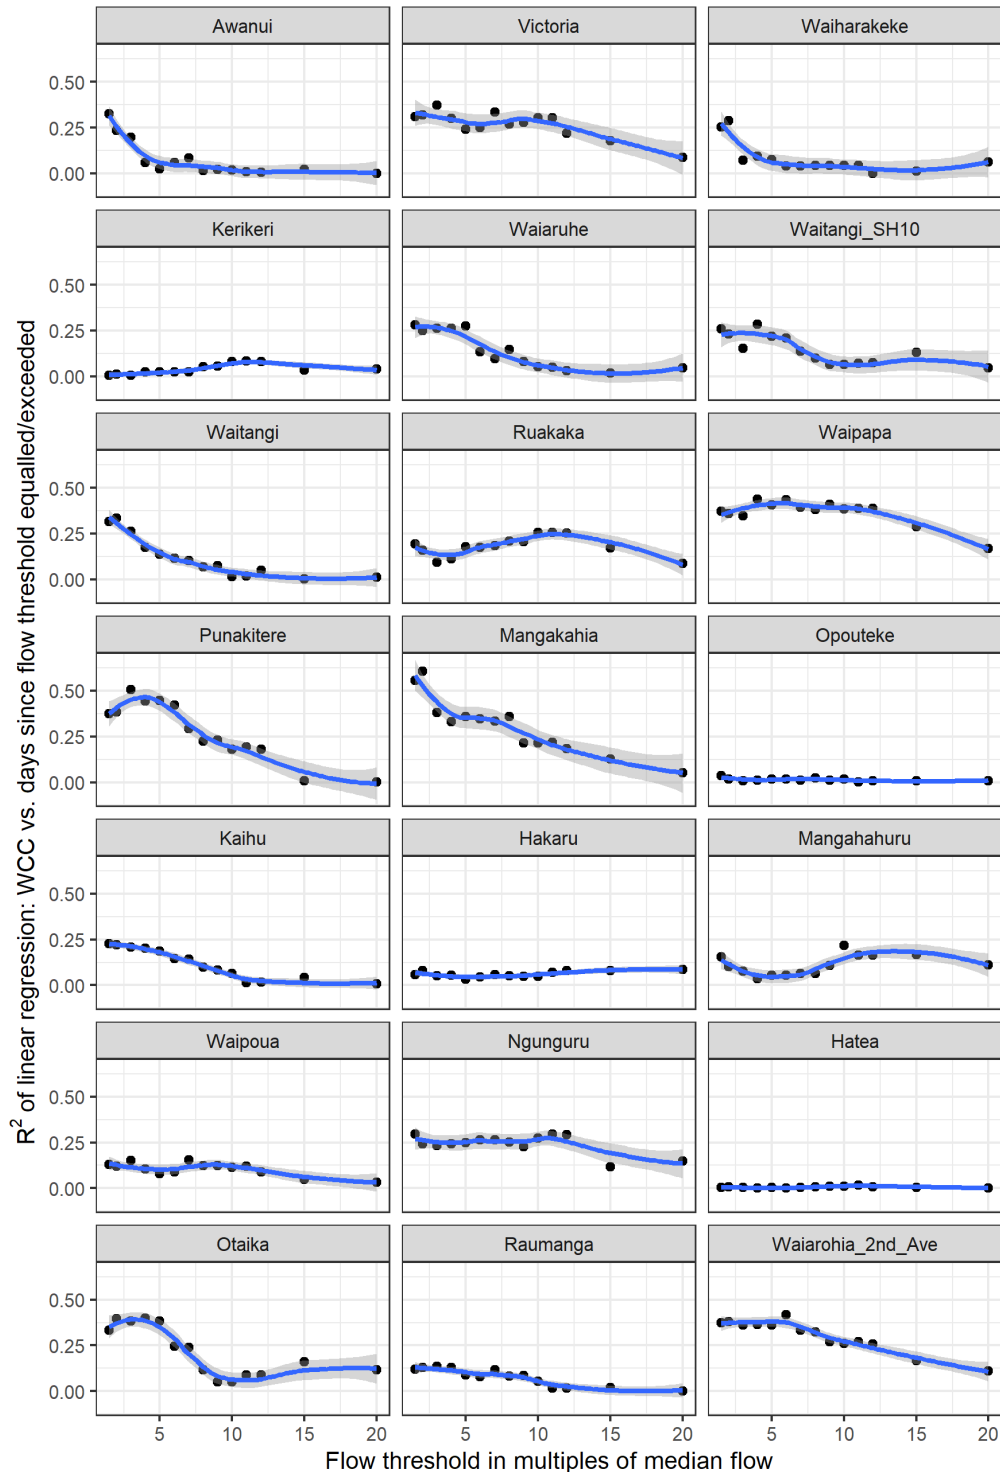 Awanui Victoria Waiharakeke
0.50
0.25
0.00
Kerikeri Waiaruhe Waitangi_SH10
0.50
0.25
0.00
Waitangi Ruakaka Waipapa
0.50
0.25
0.00
Punakitere Mangakahia Opouteke
0.50
0.25
0.00
Kaihu Hakaru Mangahahuru
0.50
0.25
0.00
Waipoua Ngunguru Hatea
0.50
0.25
0.00
Otaika Raumanga Waiarohia_2nd_Ave
0.50
0.25
0.00
5 10 15 20 5 10 15 20 5 10 15 20
Flow threshold in multiples of median flow
R² of linear regression: WCC vs. days since flow threshold equalled/exceeded